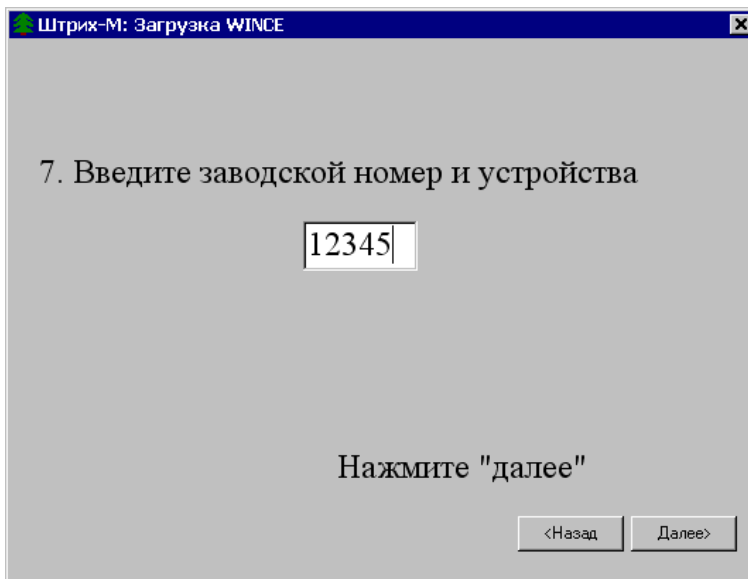 Штрих-М: Загрузка WINCE
7. Введите заводской номер и устройства
12345
Нажмите "далее"
<Назад Далее>